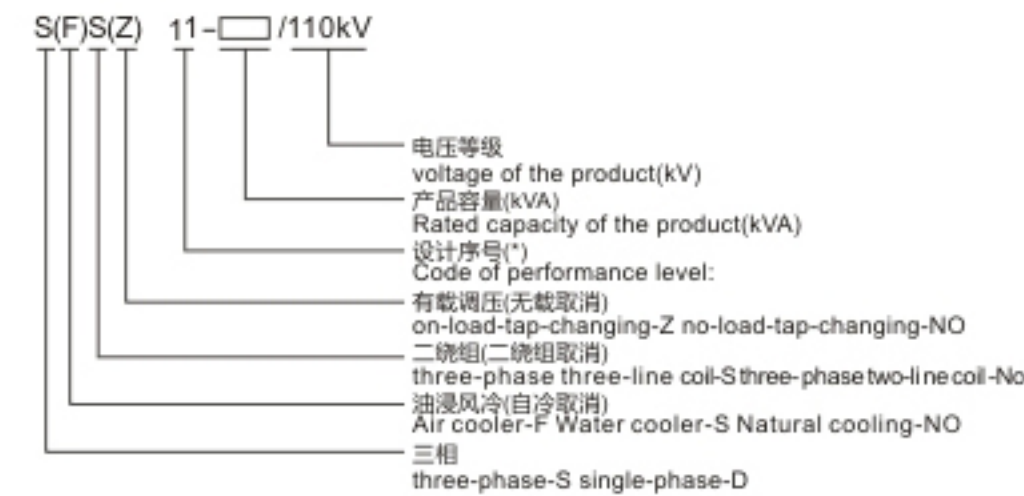 S(F)S(Z) 11-□/110kV
电压等级
voltage of the product(kV)
产品容量(kVA)
Rated capacity of the product(kVA)
设计序号(*)
Code of performance level:
有载调压(无载取消)
on-load-tap-changing-Z no-load-tap-changing-NO
二绕组(二绕组取消)
three-phase three-line coil-S three-phase two-line coil-No
油浸风冷(自冷取消)
Air cooler-F Water cooler-S Natural cooling-NO
三相
three-phase-S single-phase-D